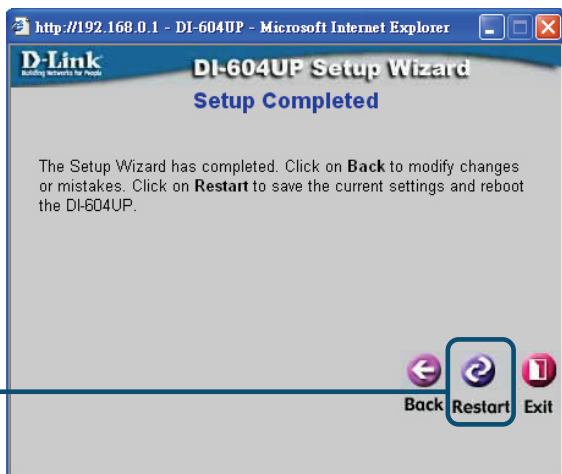 http://192.168.0.1 - DI-604UP - Microsoft Internet Explorer
D-Link
Building Networks for People
DI-604UP Setup Wizard
Setup Completed
The Setup Wizard has completed. Click on Back to modify changes
or mistakes. Click on Restart to save the current settings and reboot
the DI-604UP.
Back Restart Exit